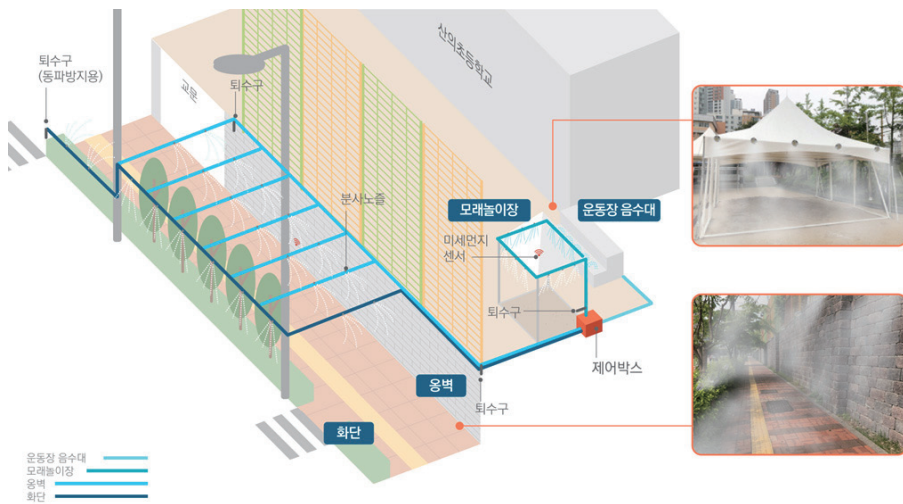 퇴수구
(동파방지용)
교문
퇴수구
산의초등학교
분사노즐
모래놀이장
운동장 음수대
미세먼지
센서
퇴수구
제어박스
옹벽
퇴수구
화단
운동장 음수대
모래놀이장
옹벽
화단